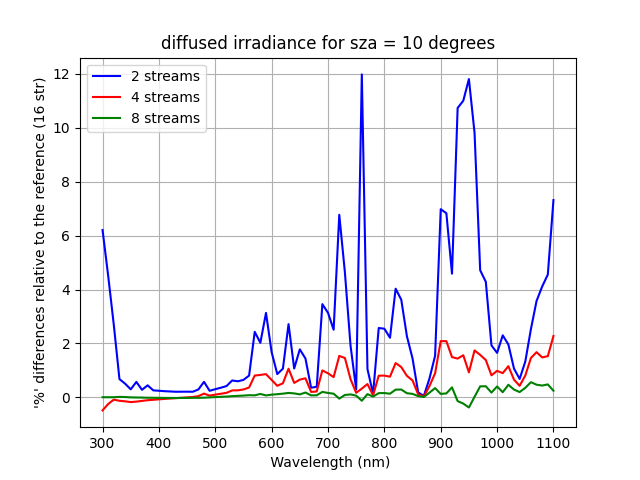 diffused irradiance for sza = 10 degrees
2 streams
4 streams
8 streams
'%' differences relative to the reference (16 str)
12
10
8
6
4
2
0
300 400 500 600 700 800 900 1000 1100
Wavelength (nm)